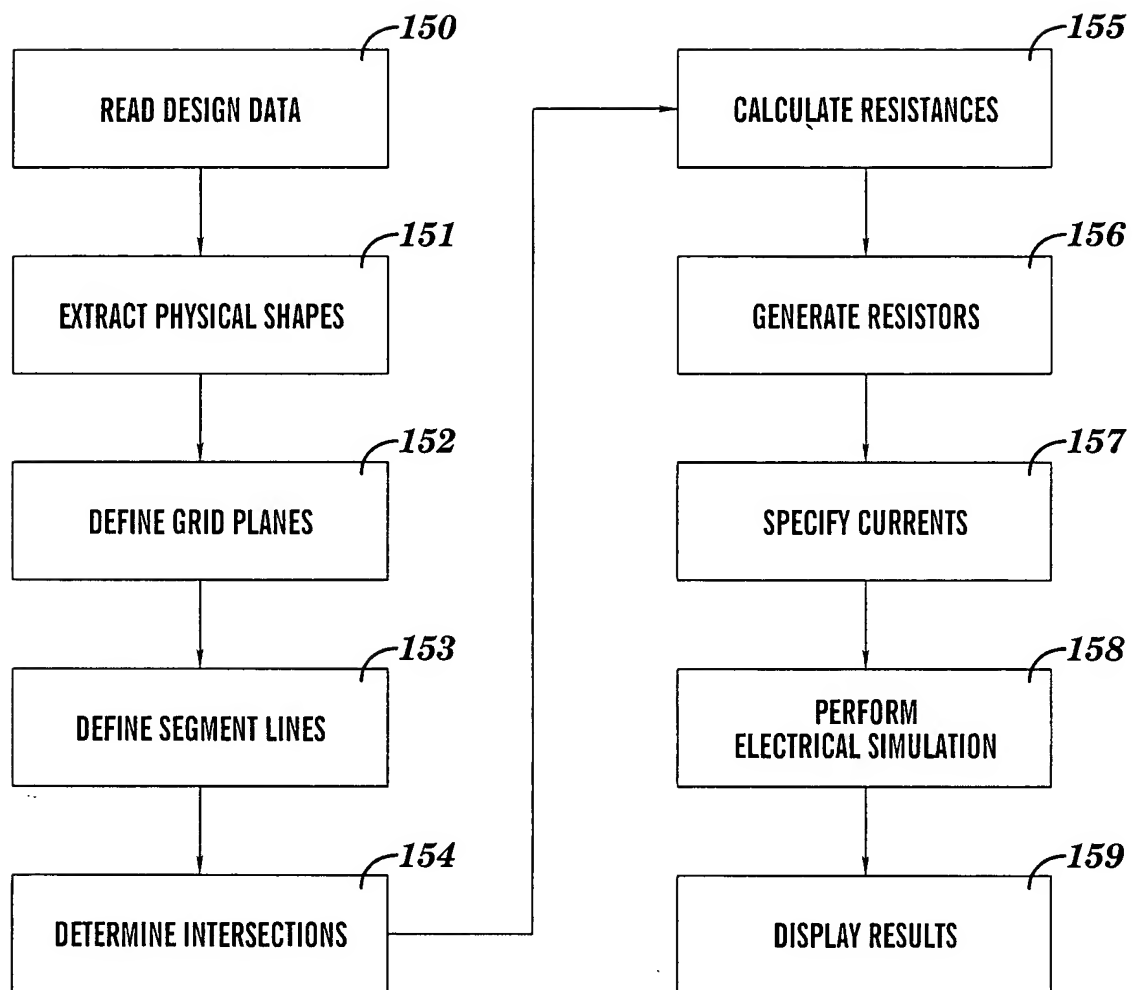 150
READ DESIGN DATA
151
EXTRACT PHYSICAL SHAPES
152
DEFINE GRID PLANES
153
DEFINE SEGMENT LINES
154
DETERMINE INTERSECTIONS
155
CALCULATE RESISTANCES
156
GENERATE RESISTORS
157
SPECIFY CURRENTS
158
PERFORM
ELECTRICAL SIMULATION
159
DISPLAY RESULTS